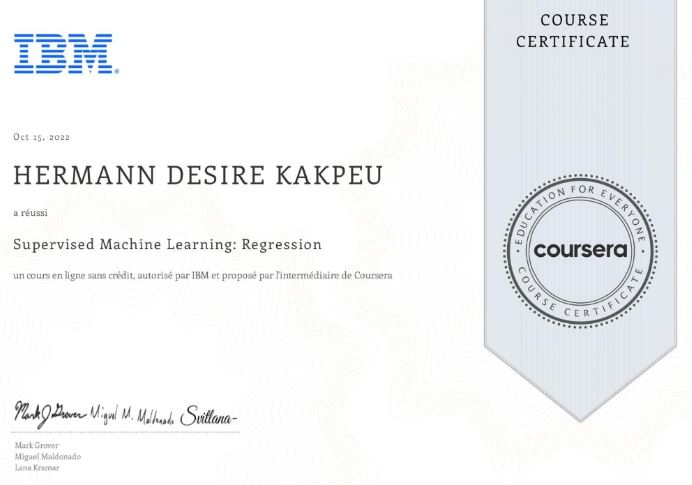 IBM
COURSE
CERTIFICATE
Oct 15, 2022
HERMANN DESIRE KAKPEU
a réussi
Supervised Machine Learning: Regression
un cours en ligne sans crédit, autorisé par IBM et proposé par l'intermédiaire de Coursera
EDUCATION FOR EVERYONE
coursera
COURSE CERTIFICATE
Mark J Grover Miguel M. Maldonado Svitlana
Mark Grover
Miguel Maldonado
Lana Kramar